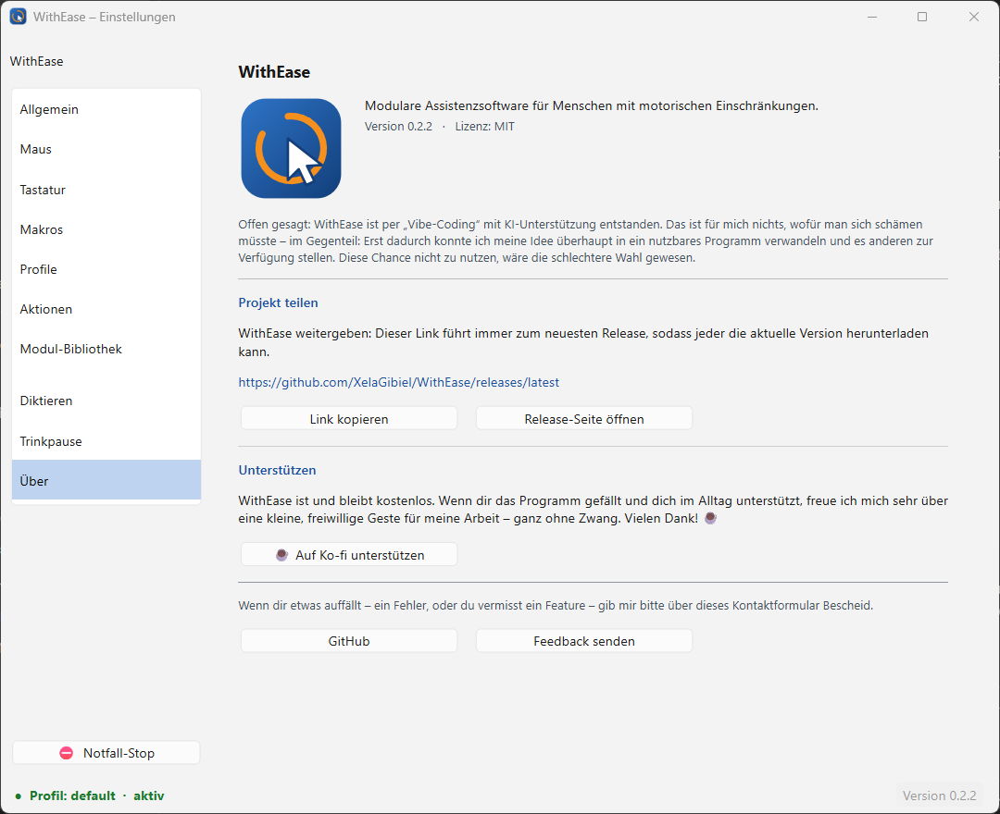 WithEase – Einstellungen
WithEase
Allgemein
Maus
Tastatur
Makros
Profile
Aktionen
Modul-Bibliothek
Diktieren
Trinkpause
Über
Notfall-Stop
Profil: default · aktiv
WithEase
Modulare Assistenzsoftware für Menschen mit motorischen Einschränkungen.
Version 0.2.2 · Lizenz: MIT
Offen gesagt: WithEase ist per „Vibe-Coding“ mit KI-Unterstützung entstanden. Das ist für mich nichts, wofür man sich schämen
müsste – im Gegenteil: Erst dadurch konnte ich meine Idee überhaupt in ein nutzbares Programm verwandeln und es anderen zur
Verfügung stellen. Diese Chance nicht zu nutzen, wäre die schlechtere Wahl gewesen.
Projekt teilen
WithEase weitergeben: Dieser Link führt immer zum neuesten Release, sodass jeder die aktuelle Version herunterladen
kann.
https://github.com/XelaGibiel/WithEase/releases/latest
Link kopieren
Release-Seite öffnen
Unterstützen
WithEase ist und bleibt kostenlos. Wenn dir das Programm gefällt und dich im Alltag unterstützt, freue ich mich sehr über
eine kleine, freiwillige Geste für meine Arbeit – ganz ohne Zwang. Vielen Dank!
Auf Ko-fi unterstützen
Wenn dir etwas auffällt – ein Fehler, oder du vermisst ein Feature – gib mir bitte über dieses Kontaktformular Bescheid.
GitHub
Feedback senden
Version 0.2.2